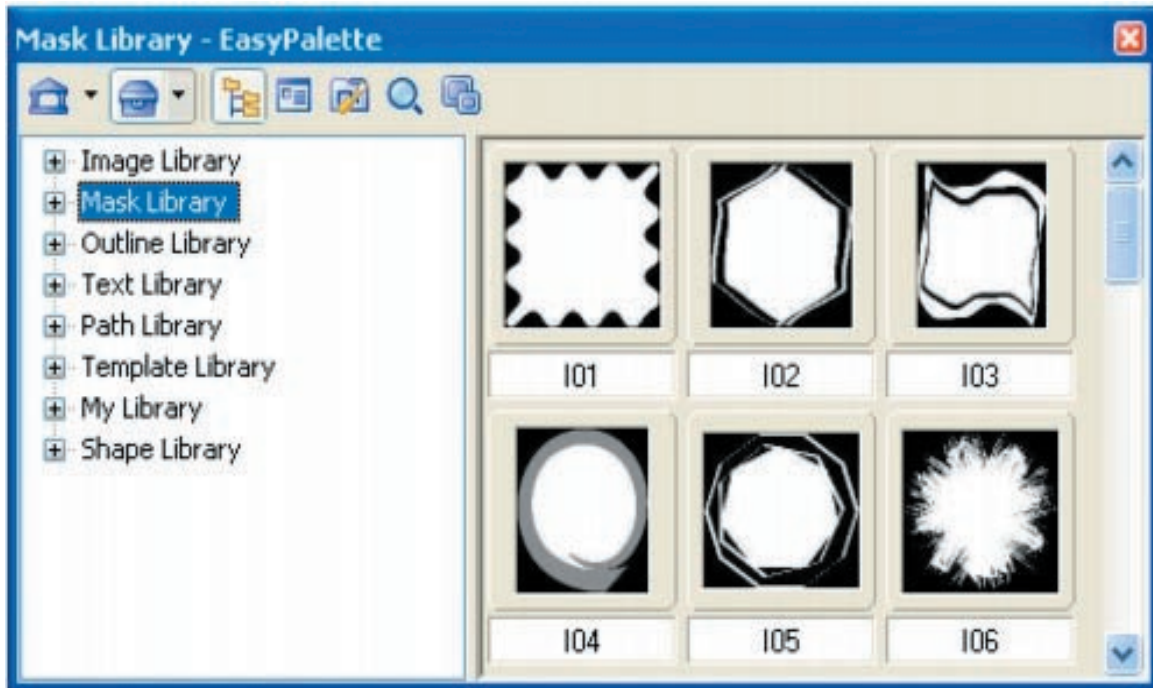 Mask Library - EasyPalette
Image Library
Mask Library
Outline Library
Text Library
Path Library
Template Library
My Library
Shape Library
I01
I02
I03
I04
I05
I06